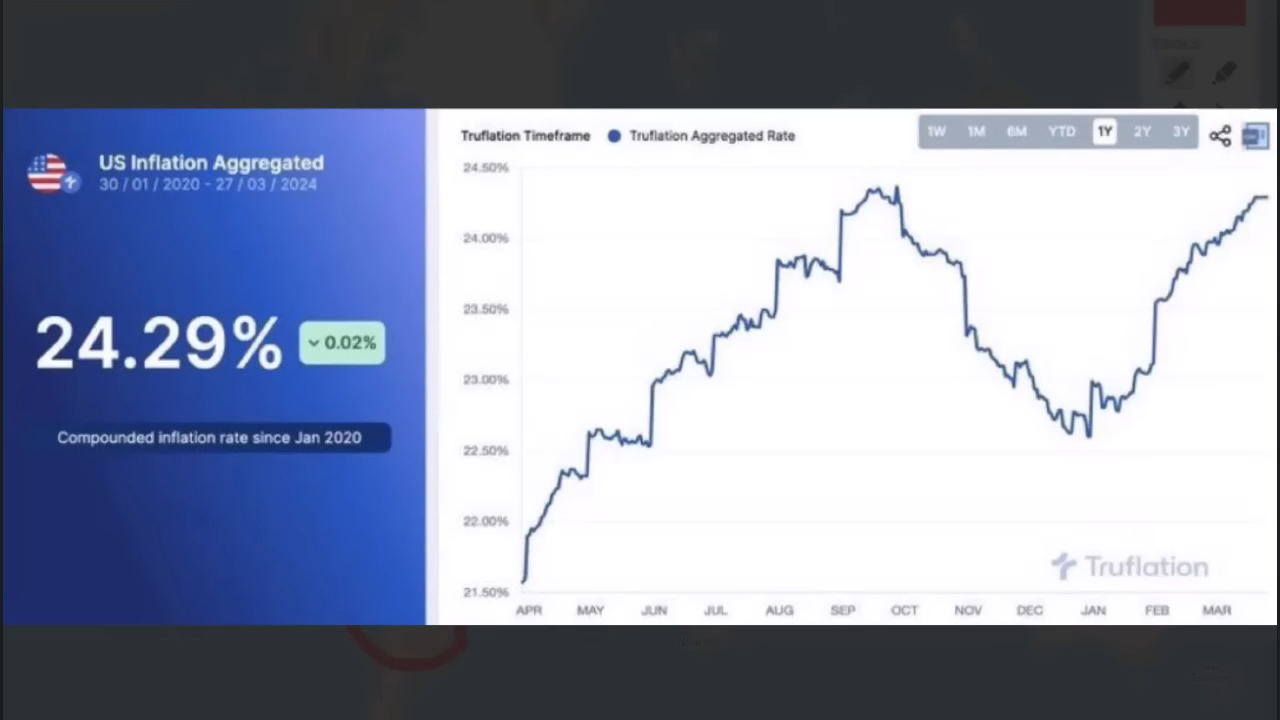 US Inflation Aggregated
30 / 01 / 2020 - 27 / 03 / 2024
24.29%
0.02%
Compounded inflation rate since Jan 2020
Truflation Timeframe
Truflation Aggregated Rate
1W 1M 6M YTD 1Y 2Y 3Y
24.50%
24.00%
23.50%
23.00%
22.50%
22.00%
21.50%
APR MAY JUN JUL AUG SEP OCT NOV DEC JAN FEB MAR
Truflation